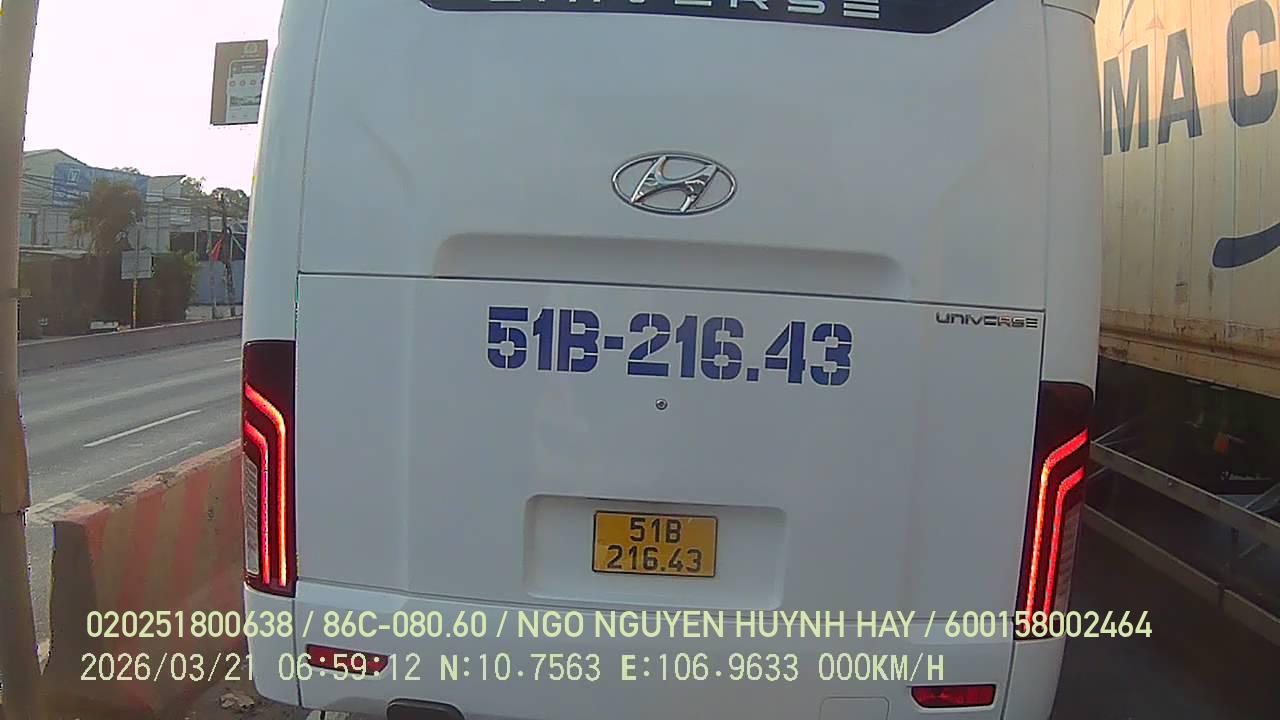 UNIVERSE
MA C
51B-216.43
UNIVERSE
51B
216.43
020251800638 / 86C-080.60 / NGO NGUYEN HUYNH HAY / 600158002464
2026/03/21 06:59:12 N:10.7563 E:106.9633 000KM/H